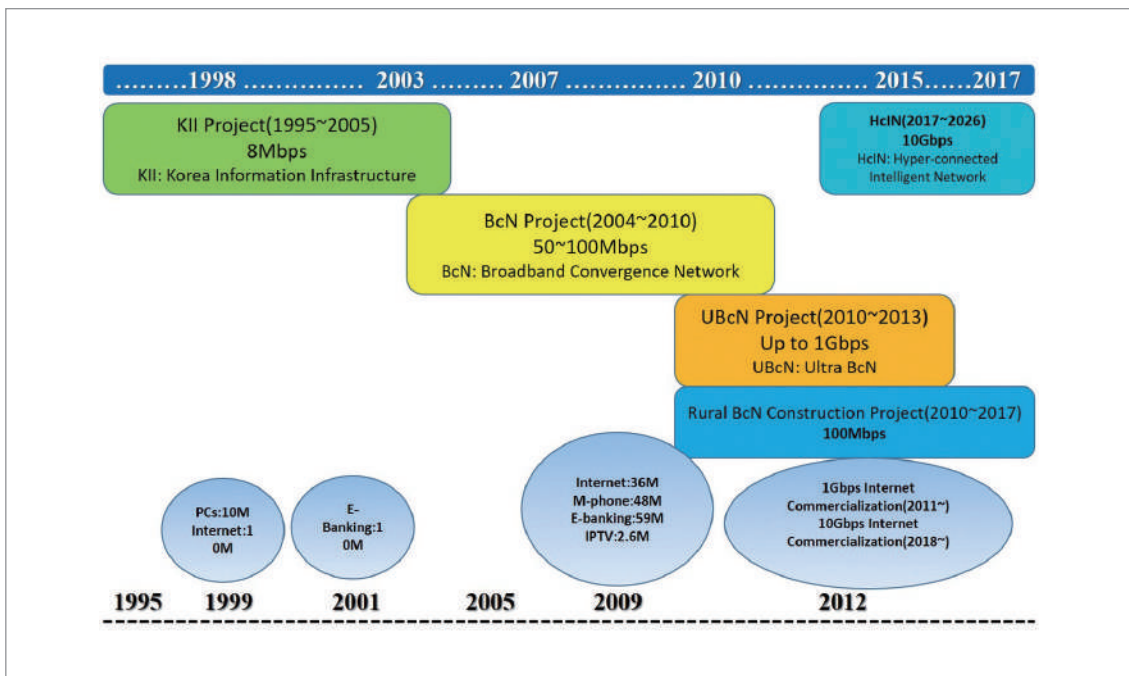 .........1998 .................. 2003 ......... 2007 ............... 2010 ................ 2015......... 2017
KII Project(1995~2005)
8Mbps
KII: Korea Information Infrastructure
HcIN(2017~2026)
10Gbps
HcIN: Hyper-connected
Intelligent Network
BcN Project(2004~2010)
50~100Mbps
BcN: Broadband Convergence Network
UBcN Project(2010~2013)
Up to 1Gbps
UBcN: Ultra BcN
Rural BcN Construction Project(2010~2017)
100Mbps
PCs:10M
Internet:1
0M
E-
Banking:1
0M
Internet:36M
M-phone:48M
E-banking:59M
IPTV:2.6M
1Gbps Internet
Commercialization(2011~)
10Gbps Internet
Commercialization(2018~)
1995 1999 2001 2005 2009 2012